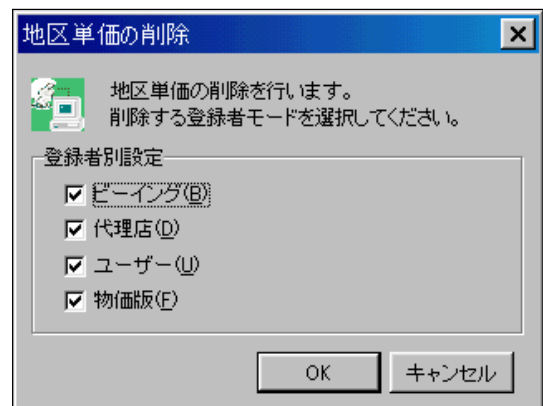 地区単価の削除
地区単価の削除を行います。
削除する登録者モードを選択してください。
登録者別設定
ビーイング(B)
代理店(D)
ユーザー(U)
物価版(F)
OK
キャンセル